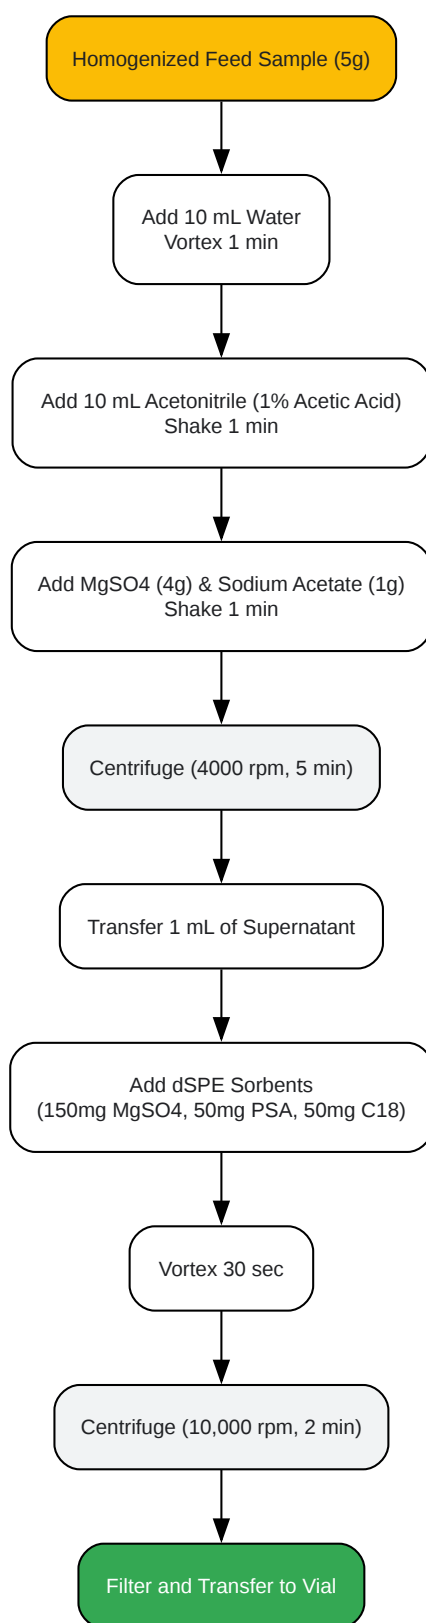 Homogenized Feed Sample (5g)
Add 10 mL Water
Vortex 1 min
Add 10 mL Acetonitrile (1% Acetic Acid)
Shake 1 min
Add MgSO4 (4g) & Sodium Acetate (1g)
Shake 1 min
Centrifuge (4000 rpm, 5 min)
Transfer 1 mL of Supernatant
Add dSPE Sorbents
(150mg MgSO4, 50mg PSA, 50mg C18)
Vortex 30 sec
Centrifuge (10,000 rpm, 2 min)
Filter and Transfer to Vial